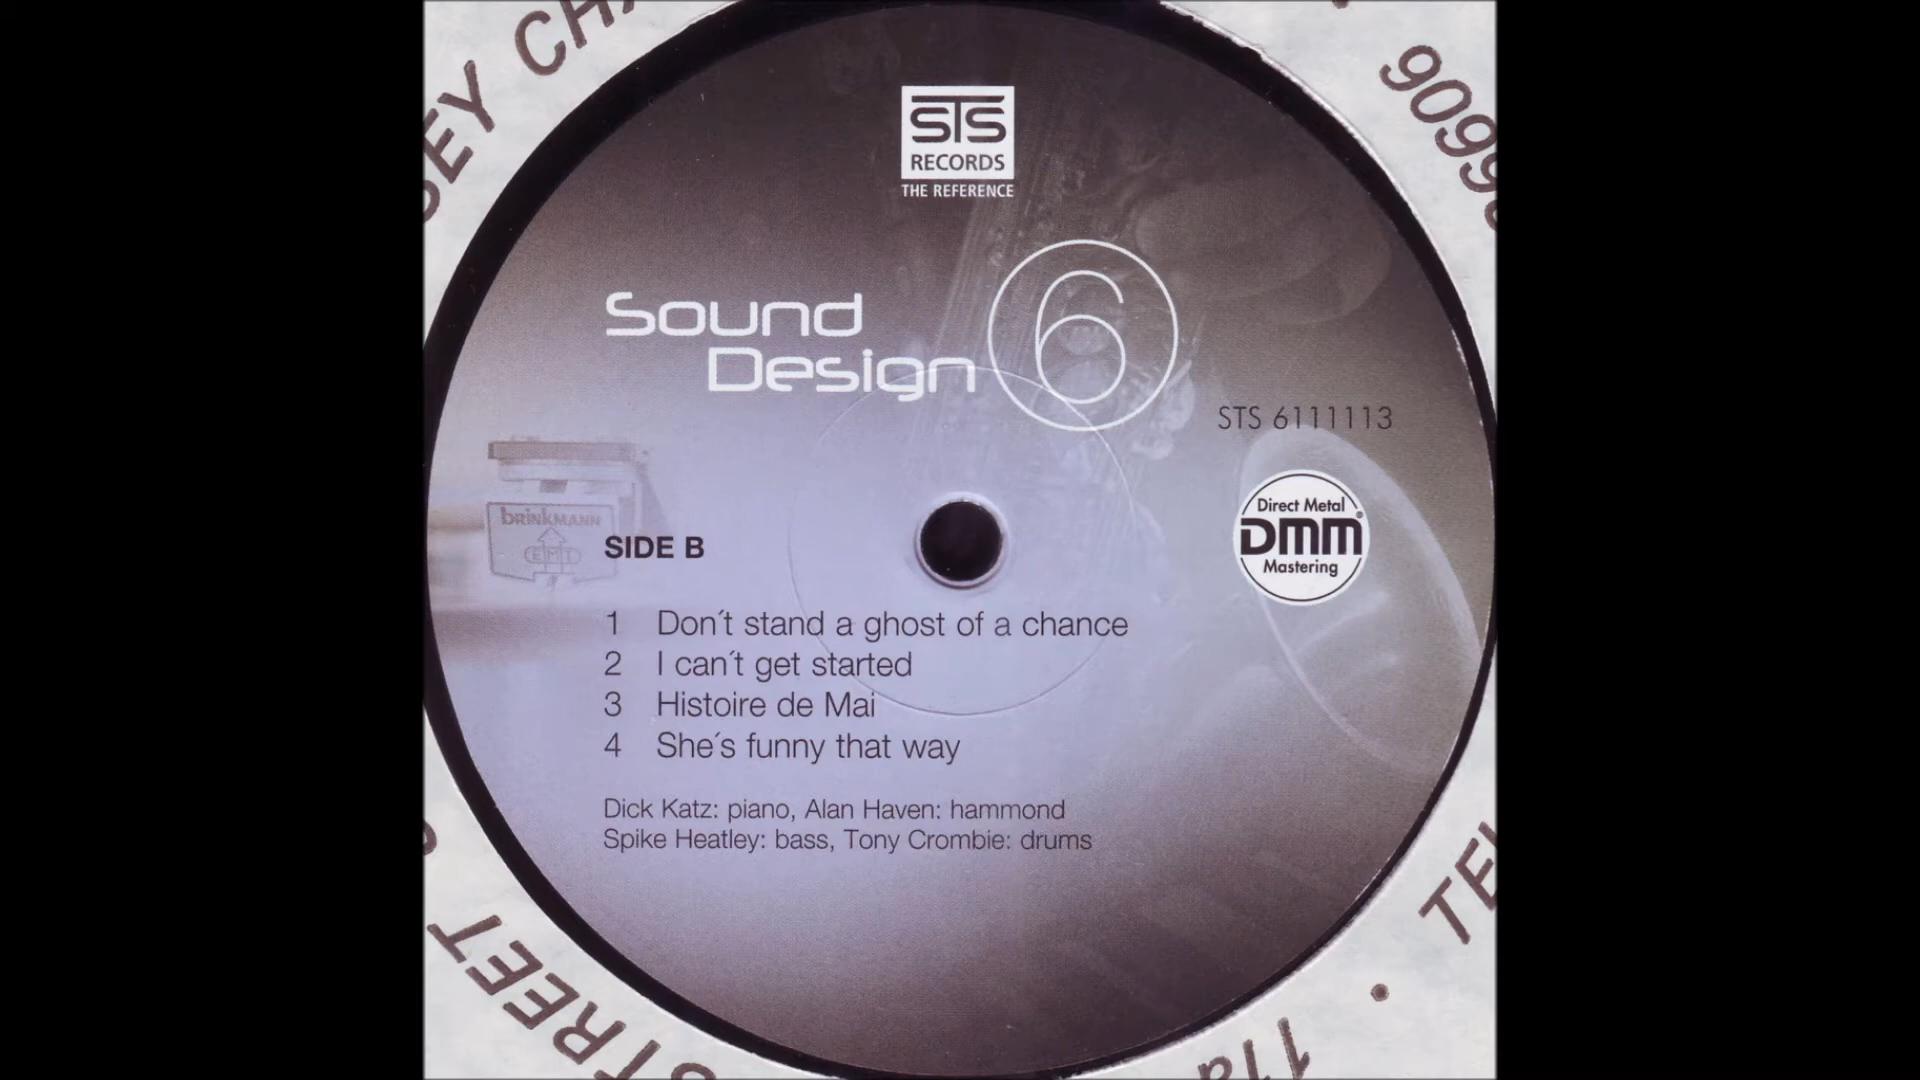 STS
RECORDS
THE REFERENCE
Sound
Design
6
STS 6111113
Direct Metal
DMM®
Mastering
brinkmann
EMT
SIDE B
1 Don´t stand a ghost of a chance
2 I can´t get started
3 Histoire de Mai
4 She´s funny that way
Dick Katz: piano, Alan Haven: hammond
Spike Heatley: bass, Tony Crombie: drums
STREET